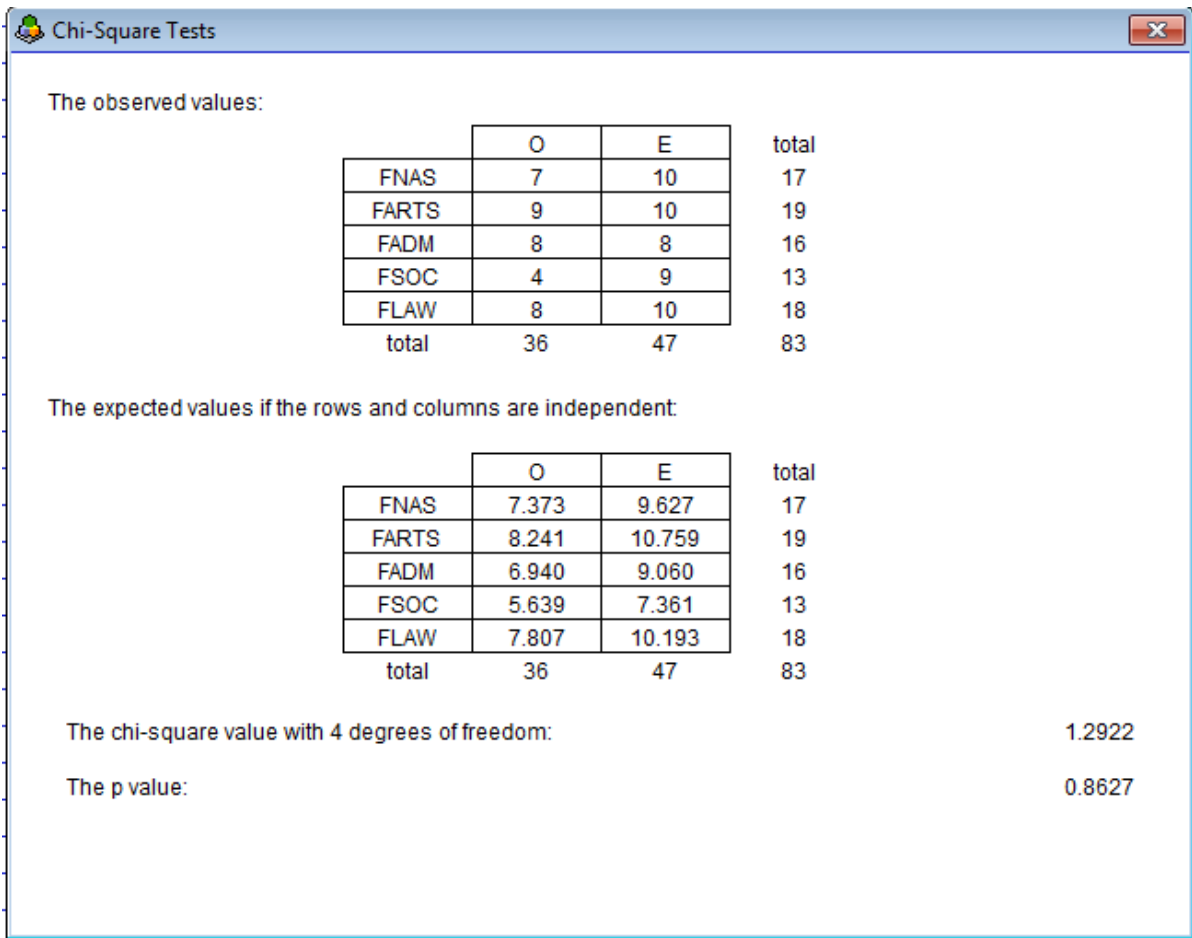 Chi-Square Tests
The observed values:
O E total
FNAS 7 10 17
FARTS 9 10 19
FADM 8 8 16
FSOC 4 9 13
FLAW 8 10 18
total 36 47 83
The expected values if the rows and columns are independent:
O E total
FNAS 7.373 9.627 17
FARTS 8.241 10.759 19
FADM 6.940 9.060 16
FSOC 5.639 7.361 13
FLAW 7.807 10.193 18
total 36 47 83
The chi-square value with 4 degrees of freedom: 1.2922
The p value: 0.8627